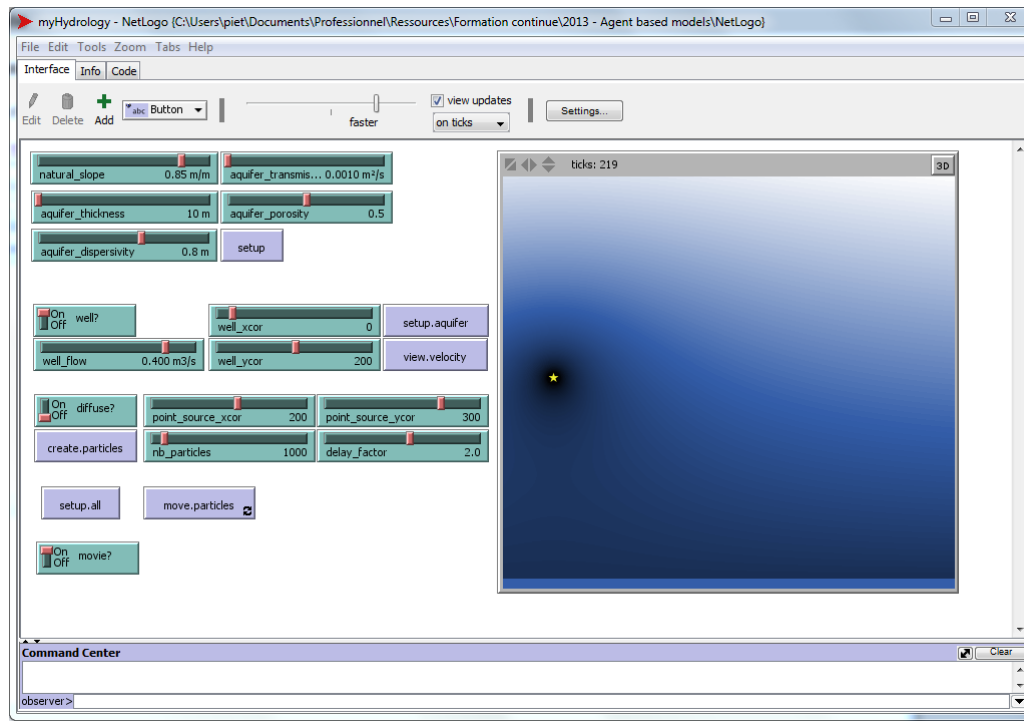 myHydrology - NetLogo {C:\Users\piet\Documents\Professionnel\Ressources\Formation continue\2013 - Agent based models\NetLogo}
File Edit Tools Zoom Tabs Help
Interface Info Code
Edit Delete Add abc Button faster view updates on ticks Settings...
ticks: 219 3D
natural_slope 0.85 m/m aquifer_transmis... 0.0010 m²/s
aquifer_thickness 10 m aquifer_porosity 0.5
aquifer_dispersivity 0.8 m setup
On Off well? well_xcor 0 setup.aquifer
well_flow 0.400 m3/s well_ycor 200 view.velocity
On Off diffuse? point_source_xcor 200 point_source_ycor 300
create.particles nb_particles 1000 delay_factor 2.0
setup.all move.particles
On Off movie?
Command Center Clear
observer>